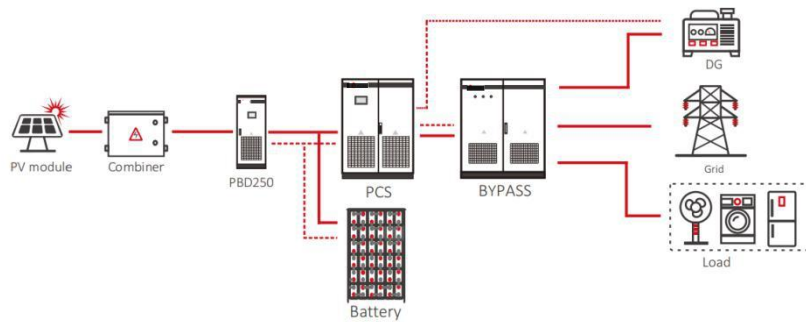 DG
PV module
Combiner
PBD250
PCS
BYPASS
Grid
Battery
Load